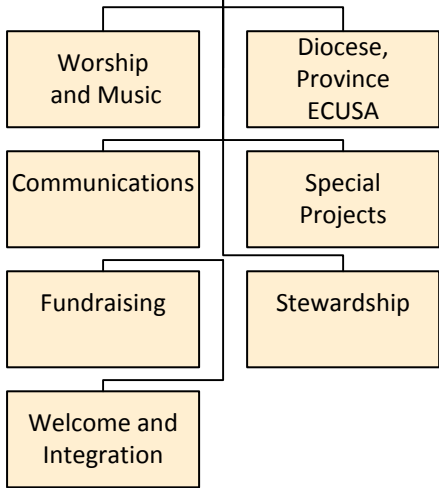 Worship
and Music
Diocese,
Province
ECUSA
Communications
Special
Projects
Fundraising
Stewardship
Welcome and
Integration